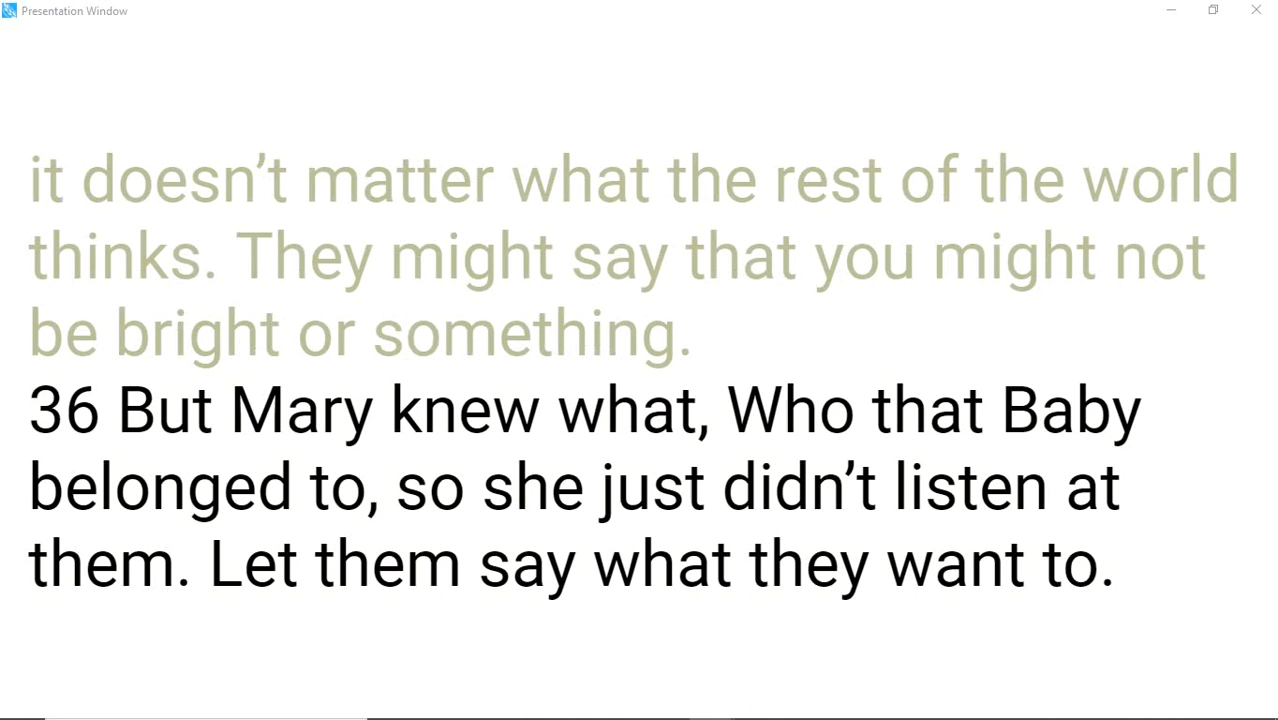 Presentation Window
it doesn’t matter what the rest of the world
thinks. They might say that you might not
be bright or something.
36 But Mary knew what, Who that Baby
belonged to, so she just didn’t listen at
them. Let them say what they want to.